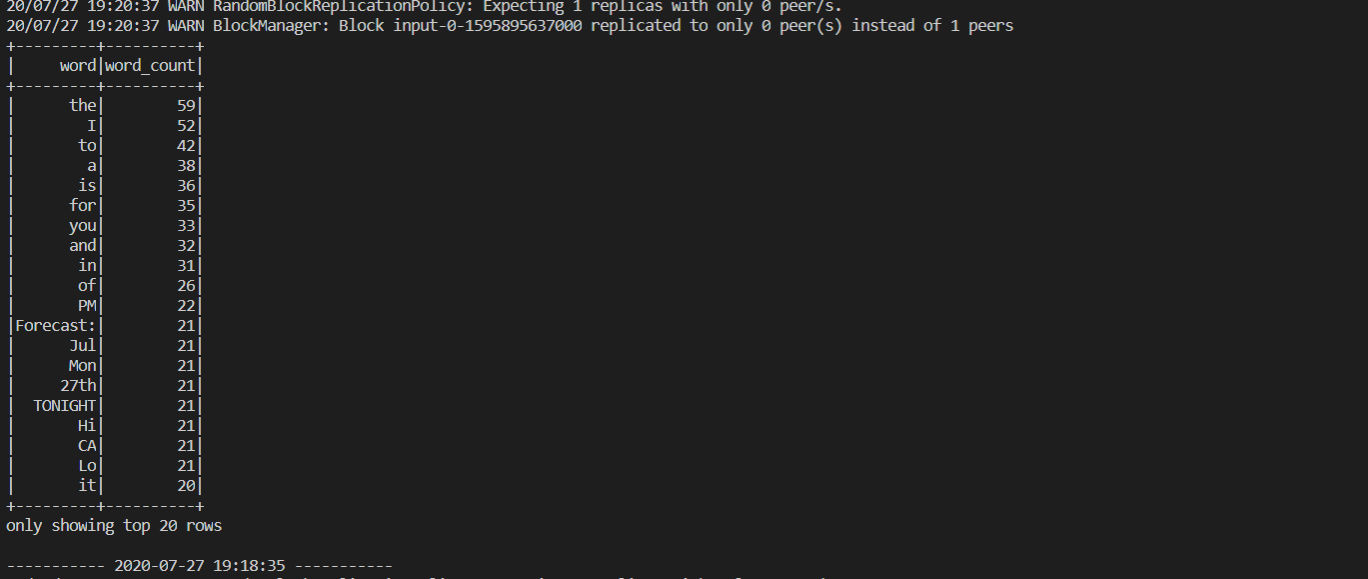 20/07/27 19:20:37 WARN RandomBlockReplicationPolicy: Expecting 1 replicas with only 0 peer/s.
20/07/27 19:20:37 WARN BlockManager: Block input-0-1595895637000 replicated to only 0 peer(s) instead of 1 peers
+---------+----------+
|     word|word_count|
+---------+----------+
|      the|        59|
|        I|        52|
|       to|        42|
|        a|        38|
|       is|        36|
|      for|        35|
|      you|        33|
|      and|        32|
|       in|        31|
|       of|        26|
|       PM|        22|
|Forecast:|        21|
|      Jul|        21|
|      Mon|        21|
|     27th|        21|
|  TONIGHT|        21|
|       Hi|        21|
|       CA|        21|
|       Lo|        21|
|       it|        20|
+---------+----------+
only showing top 20 rows
----------- 2020-07-27 19:18:35 -----------